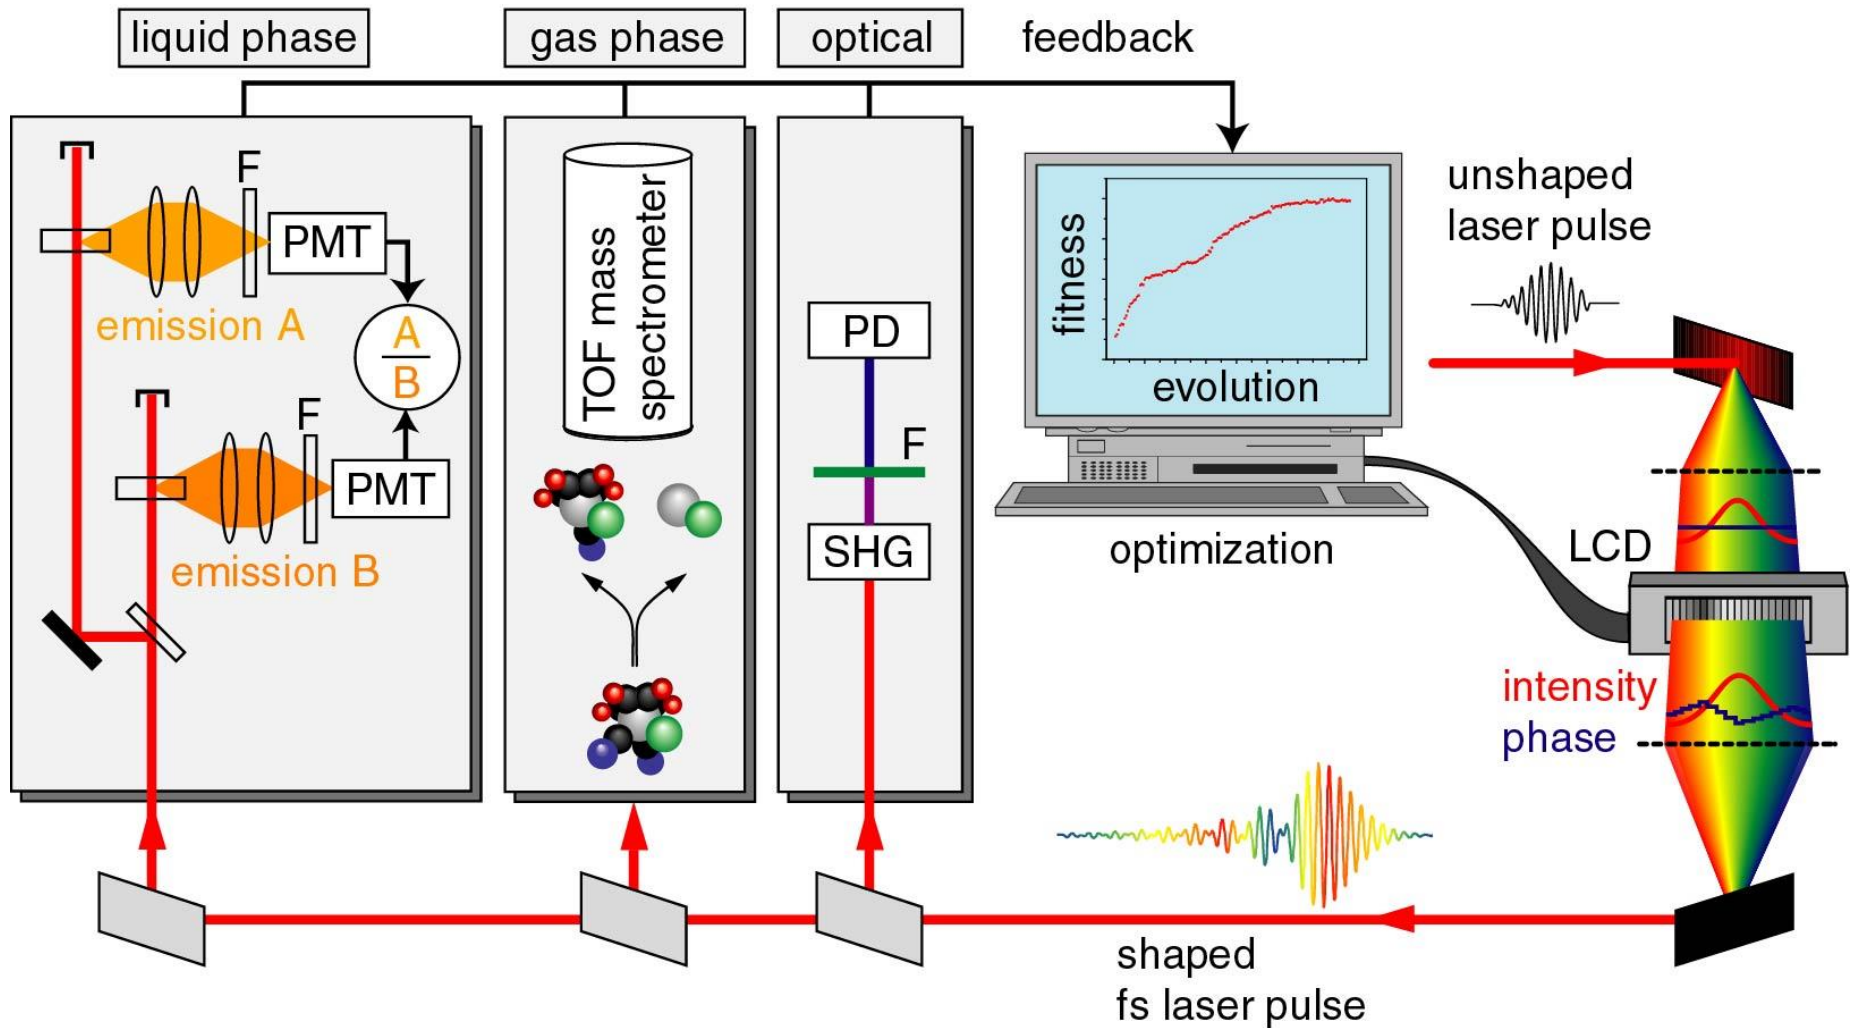 liquid phase
gas phase
optical
feedback
F
PMT
emission A
A
B
F
PMT
emission B
TOF mass
spectrometer
PD
F
SHG
fitness
evolution
optimization
unshaped
laser pulse
LCD
intensity
phase
shaped
fs laser pulse